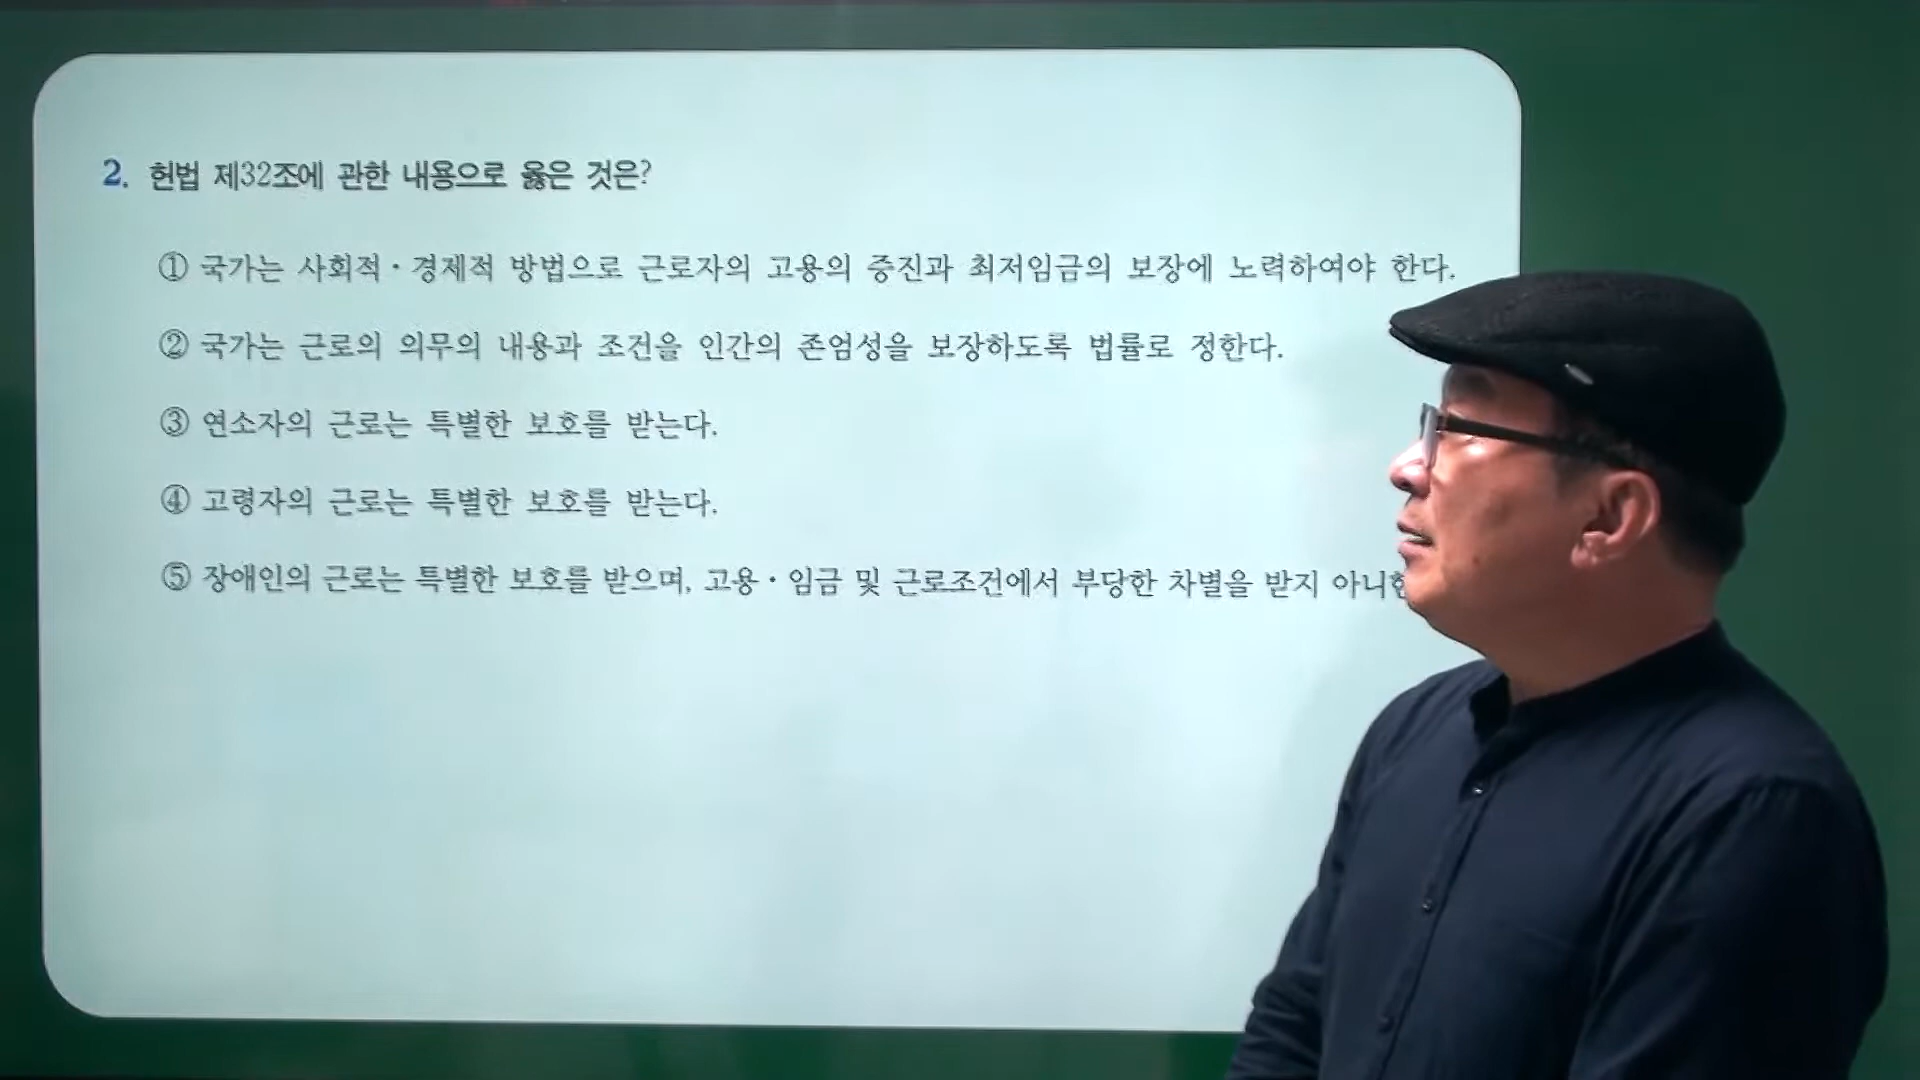 2. 헌법 제32조에 관한 내용으로 옳은 것은?
① 국가는 사회적·경제적 방법으로 근로자의 고용의 증진과 최저임금의 보장에 노력하여야 한다.
② 국가는 근로의 의무의 내용과 조건을 인간의 존엄성을 보장하도록 법률로 정한다.
③ 연소자의 근로는 특별한 보호를 받는다.
④ 고령자의 근로는 특별한 보호를 받는다.
⑤ 장애인의 근로는 특별한 보호를 받으며, 고용·임금 및 근로조건에서 부당한 차별을 받지